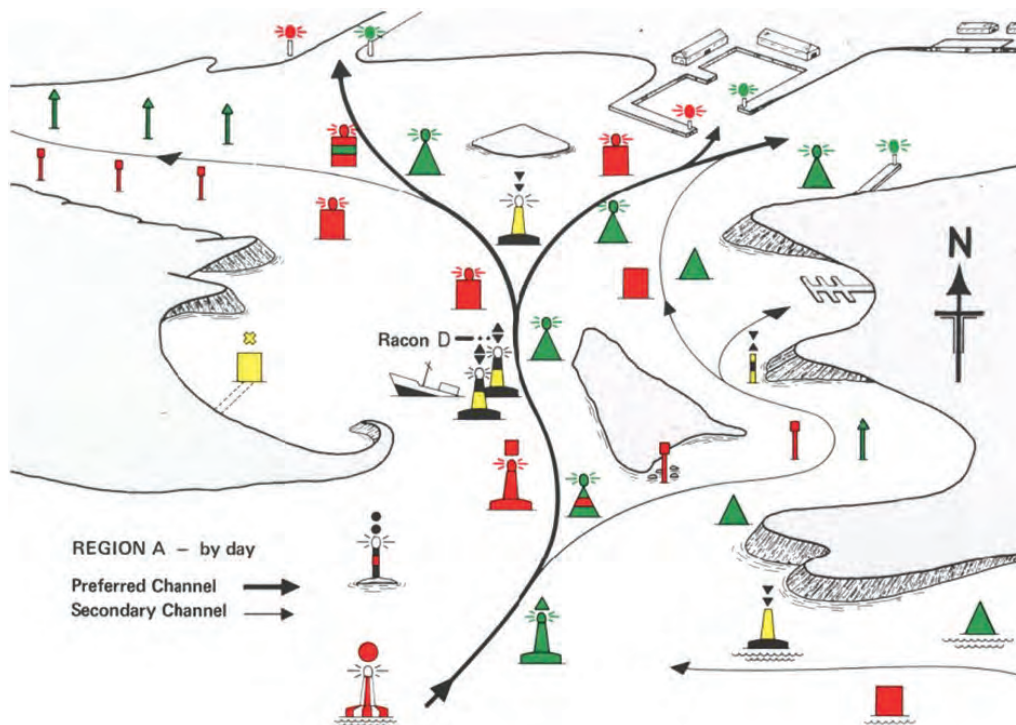 N
Racon D
REGION A – by day
Preferred Channel
Secondary Channel